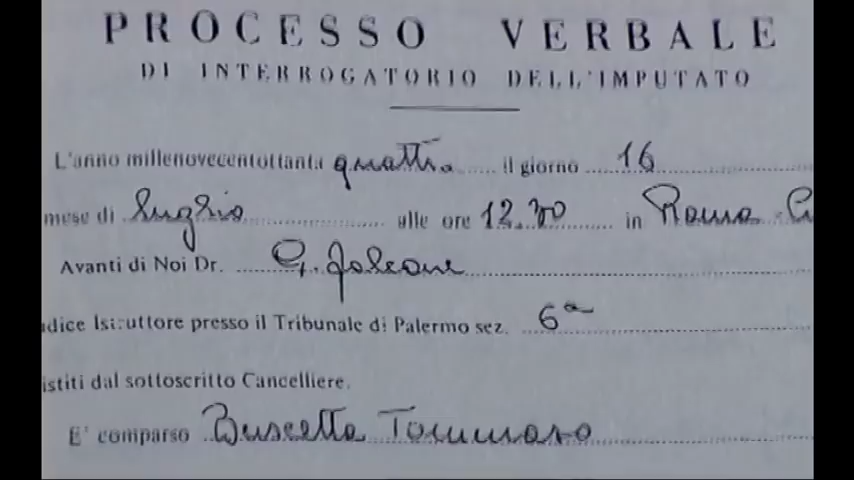 PROCESSO VERBALE
DI INTERROGATORIO DELL'IMPUTATO
L'anno millenovecentottanta quattro il giorno 16
mese di luglio alle ore 12.30 in Roma
Avanti di Noi Dr. G. Falcone
udice Istruttore presso il Tribunale di Palermo sez. 6a
istiti dal sottoscritto Cancelliere.
E' comparso Buscetta Tommaso